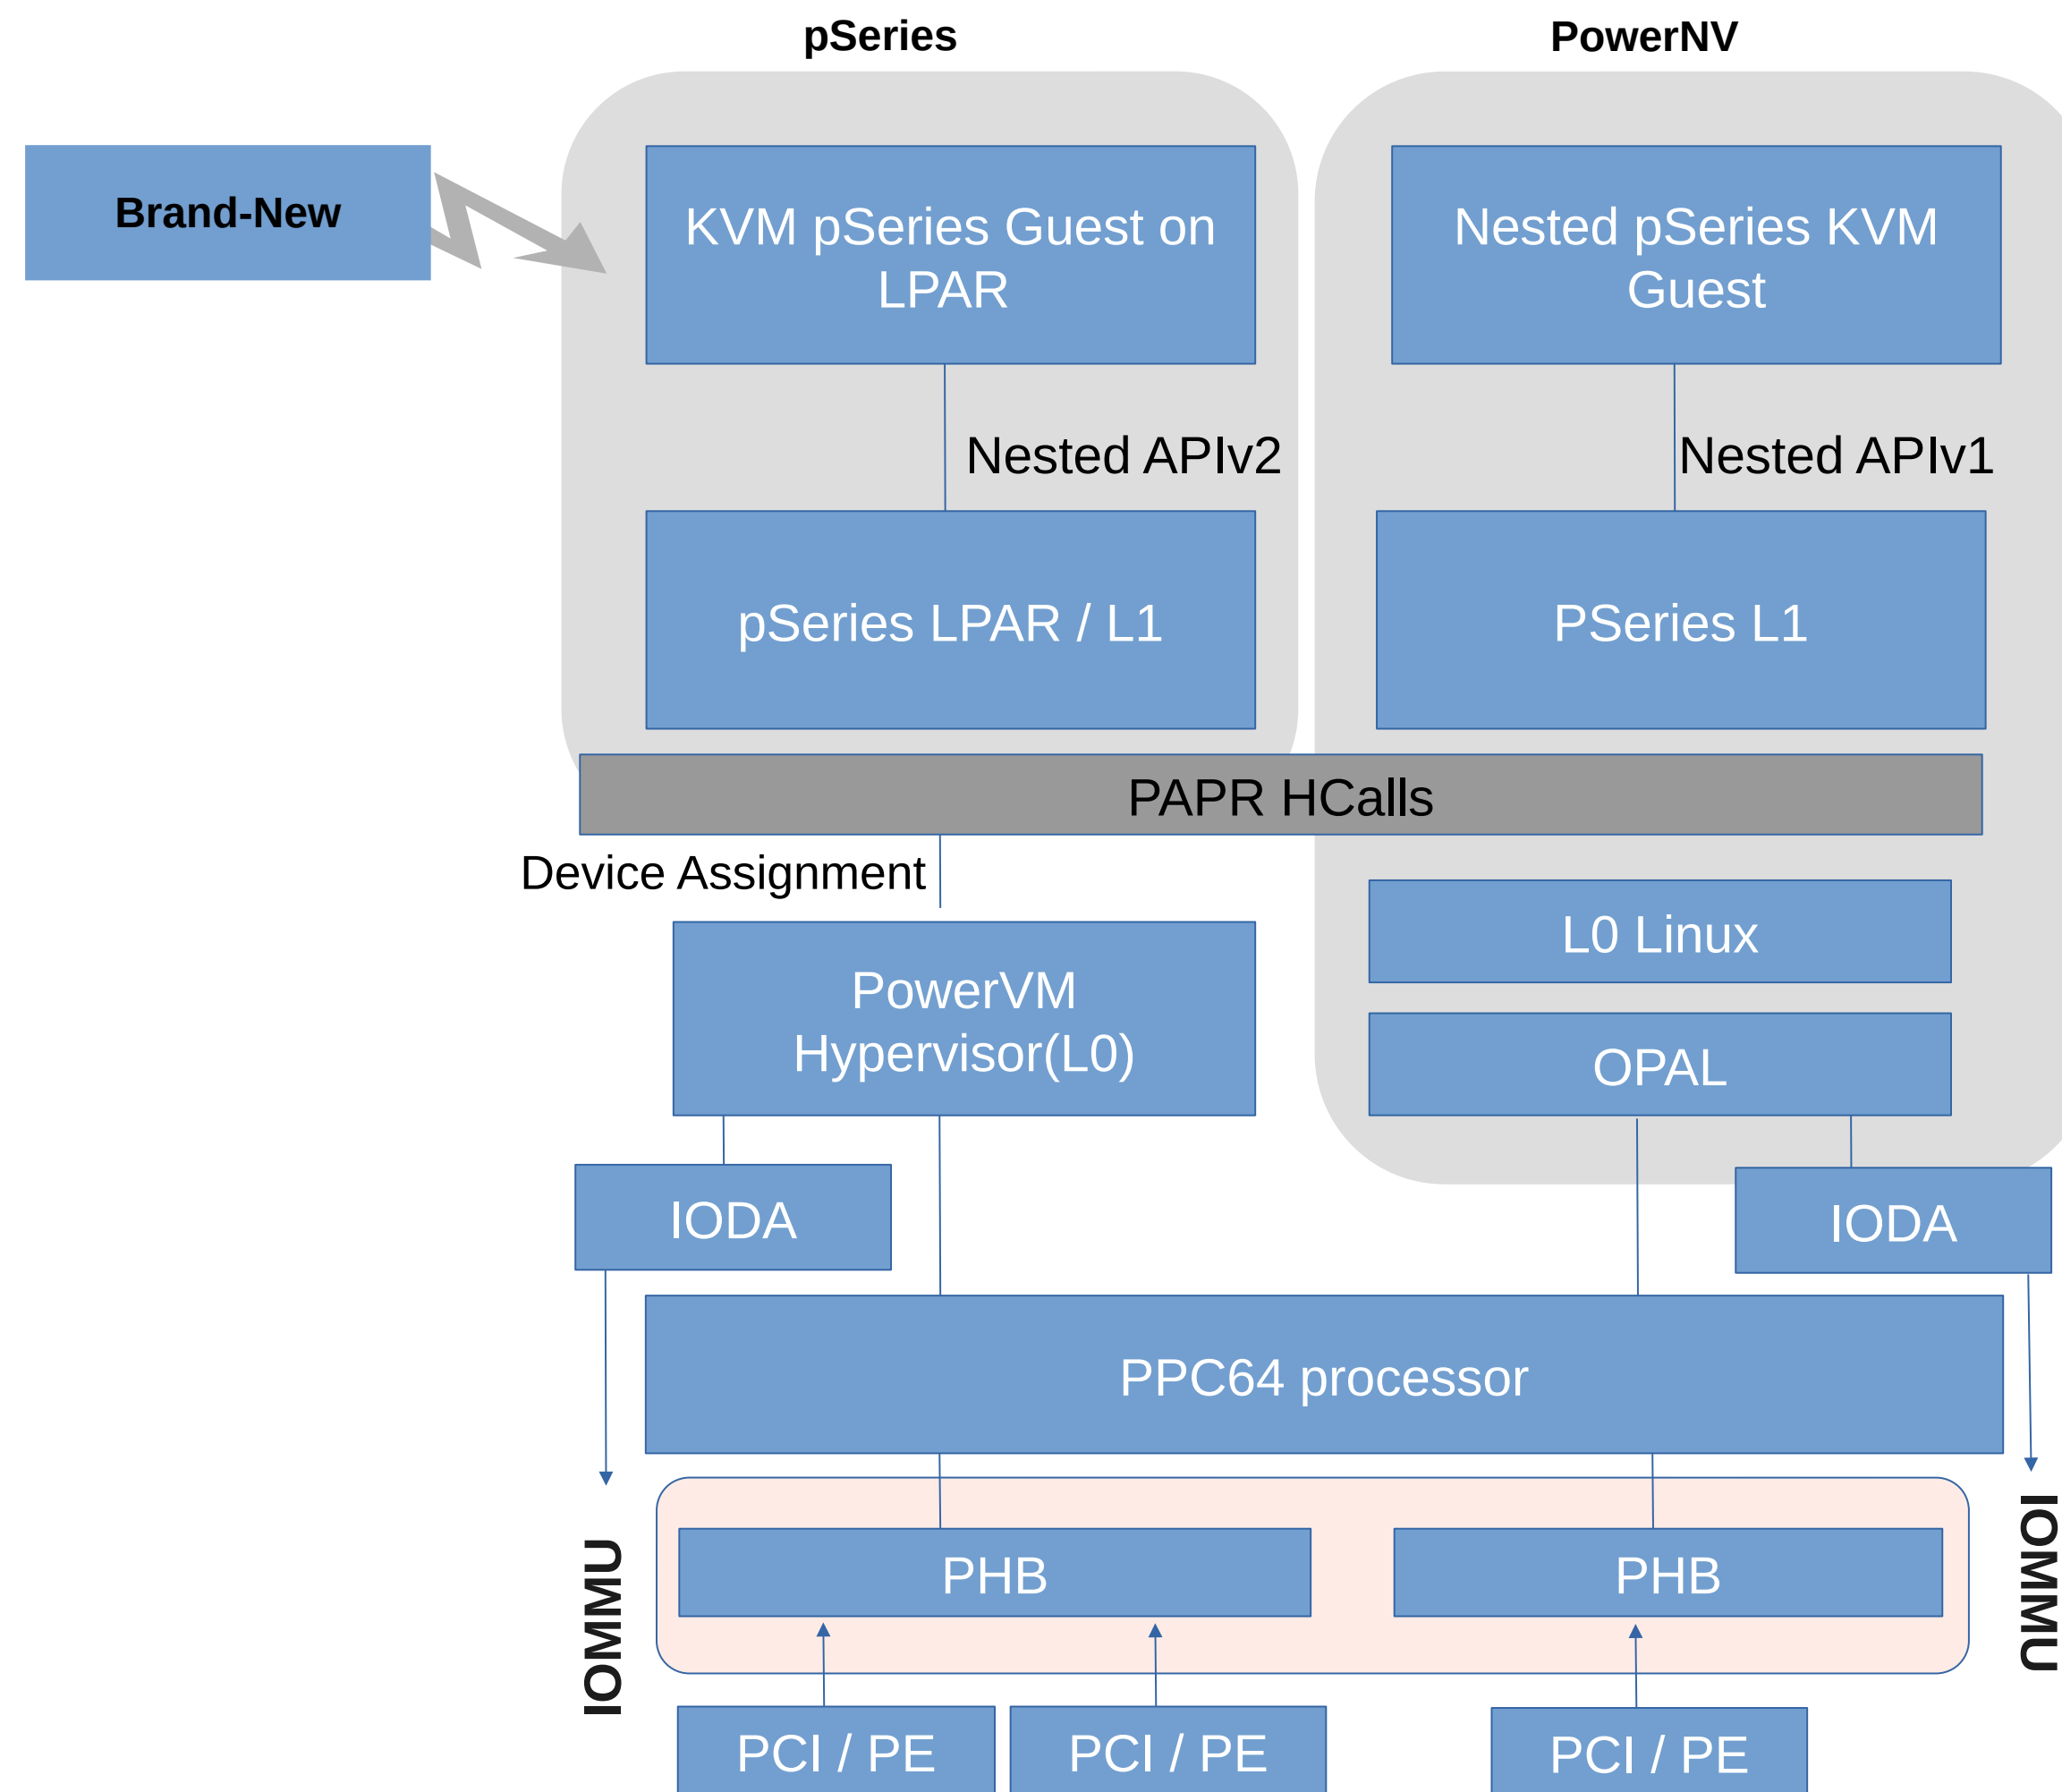 pSeries
PowerNV
Brand-New
KVM pSeries Guest on
LPAR
Nested pSeries KVM
Guest
Nested APIv2
Nested APIv1
pSeries LPAR / L1
PSeries L1
PAPR HCalls
Device Assignment
L0 Linux
PowerVM
Hypervisor(L0)
OPAL
IODA
IODA
PPC64 processor
IOMMU
IOMMU
PHB
PHB
PCI / PE
PCI / PE
PCI / PE